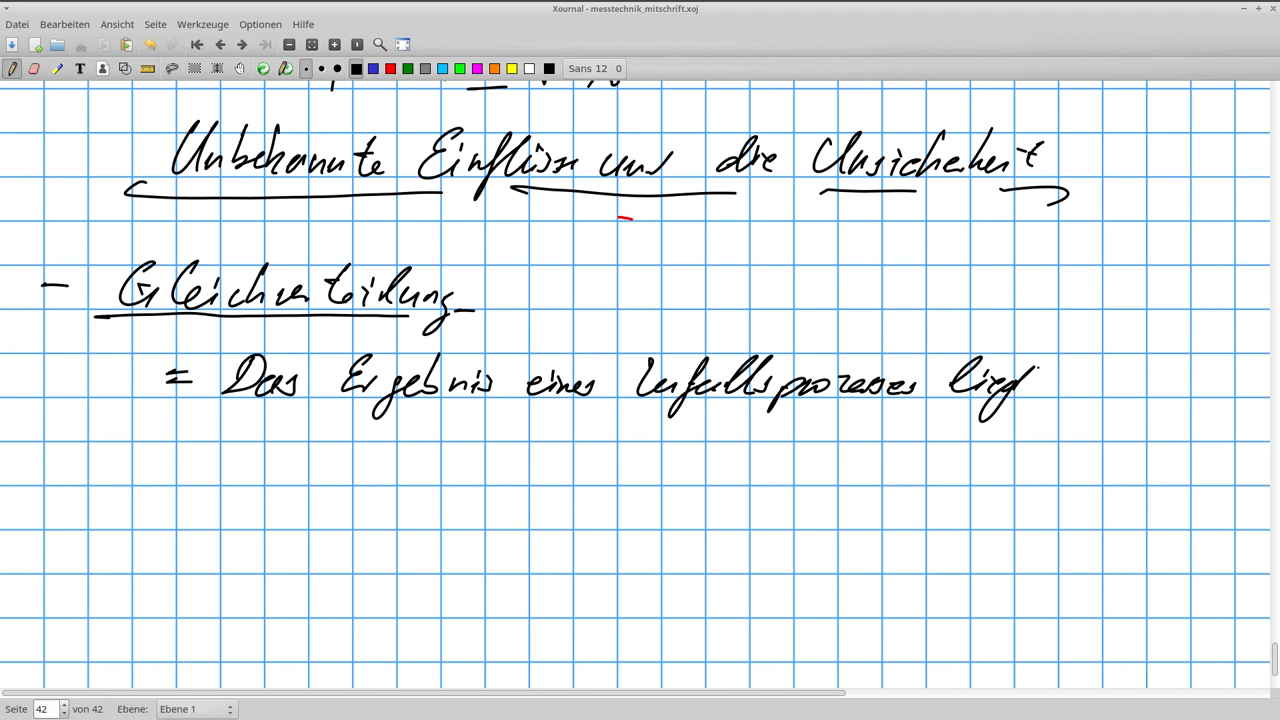 Xournal - messtechnik_mitschrift.xoj
Datei Bearbeiten Ansicht Seite Werkzeuge Optionen Hilfe
Sans 12 0
Unbekannte Einflüsse und die Unsicherheit
- Gleichverteilung
= Das Ergebnis eines Zufallsprozesses liegt
Seite 42 von 42 Ebene: Ebene 1